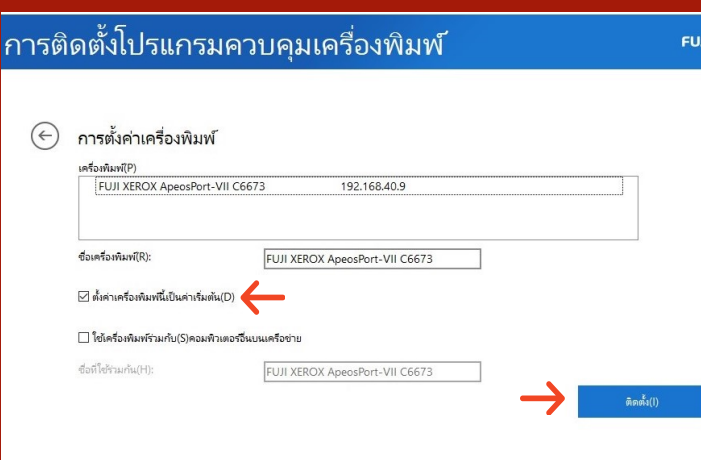 การติดตั้งโปรแกรมควบคุมเครื่องพิมพ์
การตั้งค่าเครื่องพิมพ์
เครื่องพิมพ์(P)
FUJI XEROX ApeosPort-VII C6673 192.168.40.9
ชื่อเครื่องพิมพ์(R): FUJI XEROX ApeosPort-VII C6673
ตั้งค่าเครื่องพิมพ์นี้เป็นค่าเริ่มต้น(D)
ใช้เครื่องพิมพ์ร่วมกับ(S)คอมพิวเตอร์อื่นบนเครือข่าย
ชื่อที่ใช้ร่วมกัน(H): FUJI XEROX ApeosPort-VII C6673
ติดตั้ง(I)